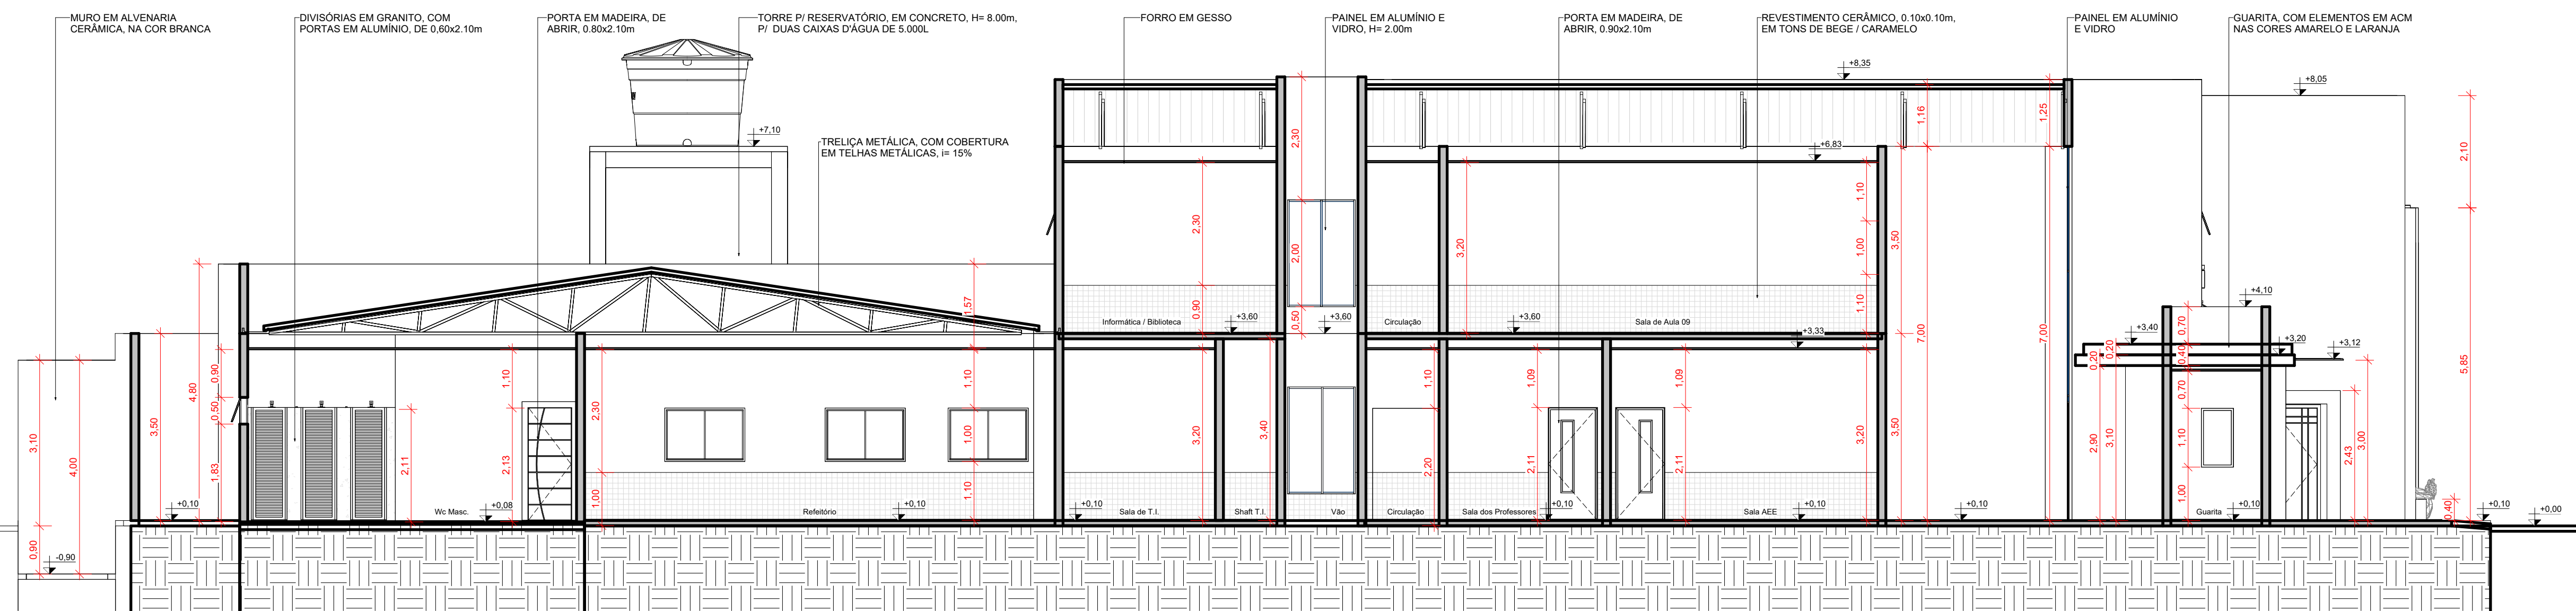 MURO EM ALVENARIA
CERÂMICA, NA COR BRANCA
DIVISÓRIAS EM GRANITO, COM
PORTAS EM ALUMÍNIO, DE 0,60x2.10m
PORTA EM MADEIRA, DE
ABRIR, 0.80x2.10m
TORRE P/ RESERVATÓRIO, EM CONCRETO, H= 8.00m,
P/ DUAS CAIXAS D'ÁGUA DE 5.000L
FORRO EM GESSO
PAINEL EM ALUMÍNIO E
VIDRO, H= 2.00m
PORTA EM MADEIRA, DE
ABRIR, 0.90x2.10m
REVESTIMENTO CERÂMICO, 0.10x0.10m,
EM TONS DE BEGE / CARAMELO
PAINEL EM ALUMÍNIO
E VIDRO
GUARITA, COM ELEMENTOS EM ACM
NAS CORES AMARELO E LARANJA
+8,35
+8,05
+7,10
TRELIÇA METÁLICA, COM COBERTURA
EM TELHAS METÁLICAS, i= 15%
2,30
1,16
1,25
2,10
+6,83
2,30
2,00
3,20
1,10
1,00
1,10
3,50
7,00
7,00
5,85
0,90
0,50
+4,10
Informática / Biblioteca
+3,60
+3,60
Circulação
+3,60
Sala de Aula 09
+3,33
+3,40
+3,20
+3,12
0,20
0,20
0,70
0,40
0,70
1,10
1,00
2,90
3,10
2,43
3,00
0,40
3,10
4,00
0,90
3,50
4,80
0,90
0,50
1,83
2,11
1,10
2,13
2,30
1,00
1,57
1,10
1,00
1,10
3,20
3,40
1,10
2,20
1,09
2,11
1,09
2,11
3,20
3,50
+0,10
Wc Masc.
+0,08
Refeitório
+0,10
+0,10
Sala de T.I.
Shaft T.I.
Vão
Circulação
Sala dos Professores
+0,10
Sala AEE
+0,10
+0,10
Guarita
+0,10
+0,10
+0,00
-0,90